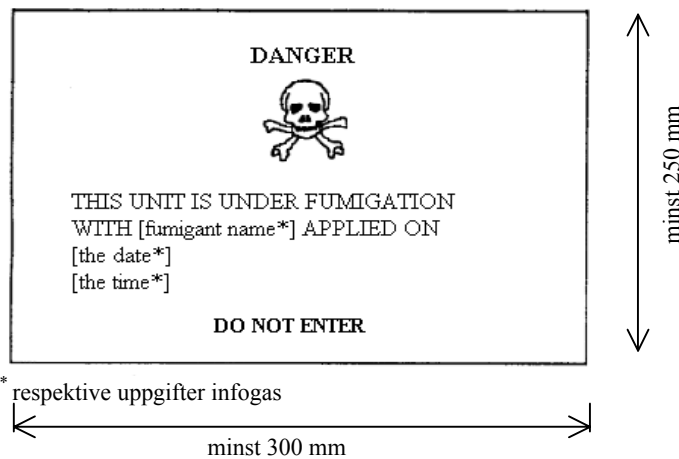 DANGER
THIS UNIT IS UNDER FUMIGATION
WITH [fumigant name*] APPLIED ON
[the date*]
[the time*]
DO NOT ENTER
* respektive uppgifter infogas
minst 300 mm
minst 250 mm